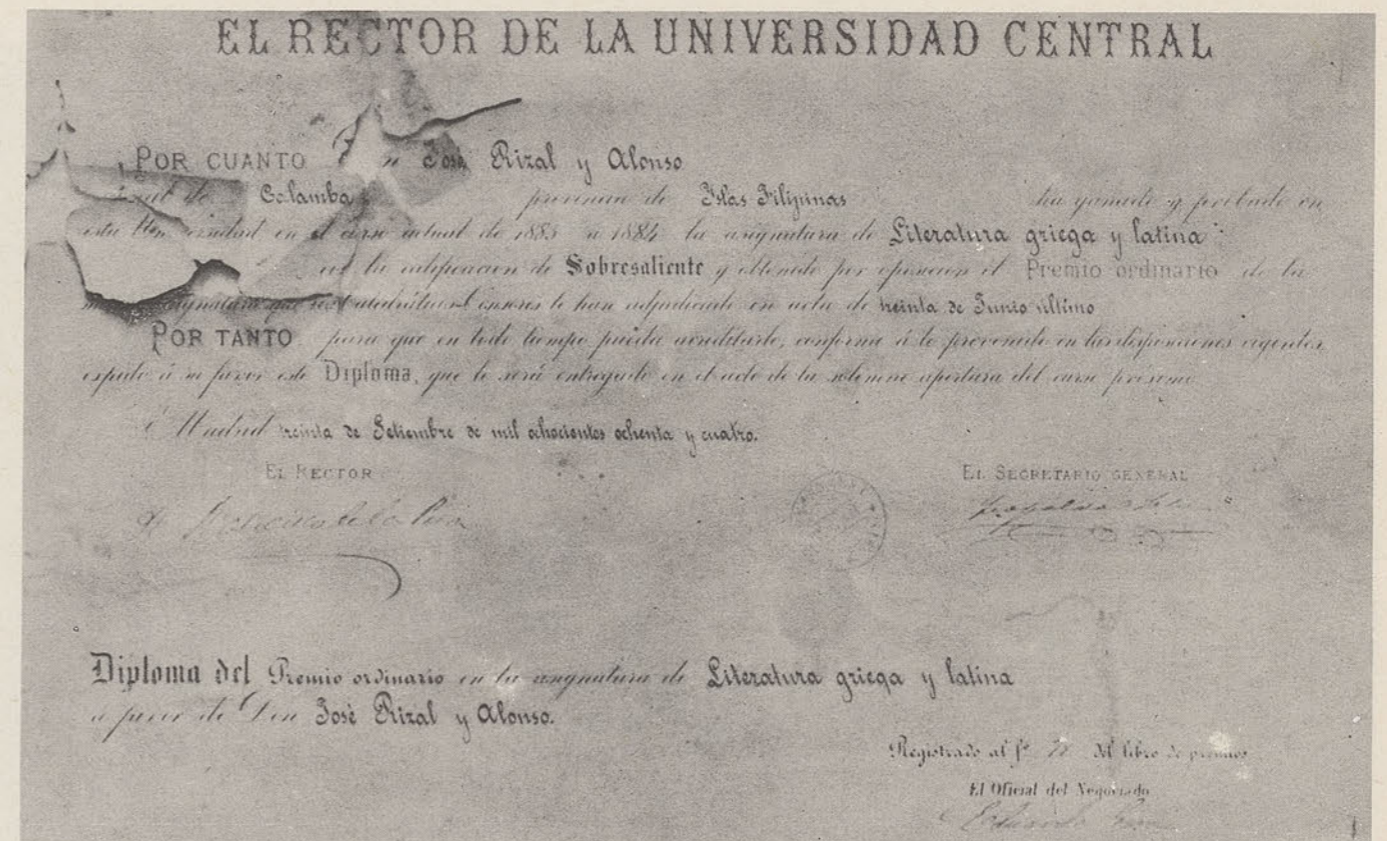 EL RECTOR DE LA UNIVERSIDAD CENTRAL
POR CUANTO n José Rizal y Alonso
de Calamba provincia de Islas Filipinas ha ganado y probado en
esta Universidad en el curso actual de 1883 a 1884 la asignatura de Literatura griega y latina
con la calificacion de Sobresaliente y obtenido por oposicion el Premio ordinario de la
asignatura que los Catedráticos Censores le han adjudicado en acta de treinta de Junio último
POR TANTO para que en todo tiempo pueda acreditarlo, conforme á lo prevenido en las disposiciones vigentes,
expido á su favor este Diploma, que le será entregado en el acto de la solemne apertura del curso próximo
Madrid treinta de Setiembre de mil ochocientos ochenta y cuatro.
EL RECTOR
EL SECRETARIO GENERAL
Diploma del Premio ordinario en la asignatura de Literatura griega y latina
a favor de Don José Rizal y Alonso.
Registrado al fº del libro de premios
El Oficial del Negociado